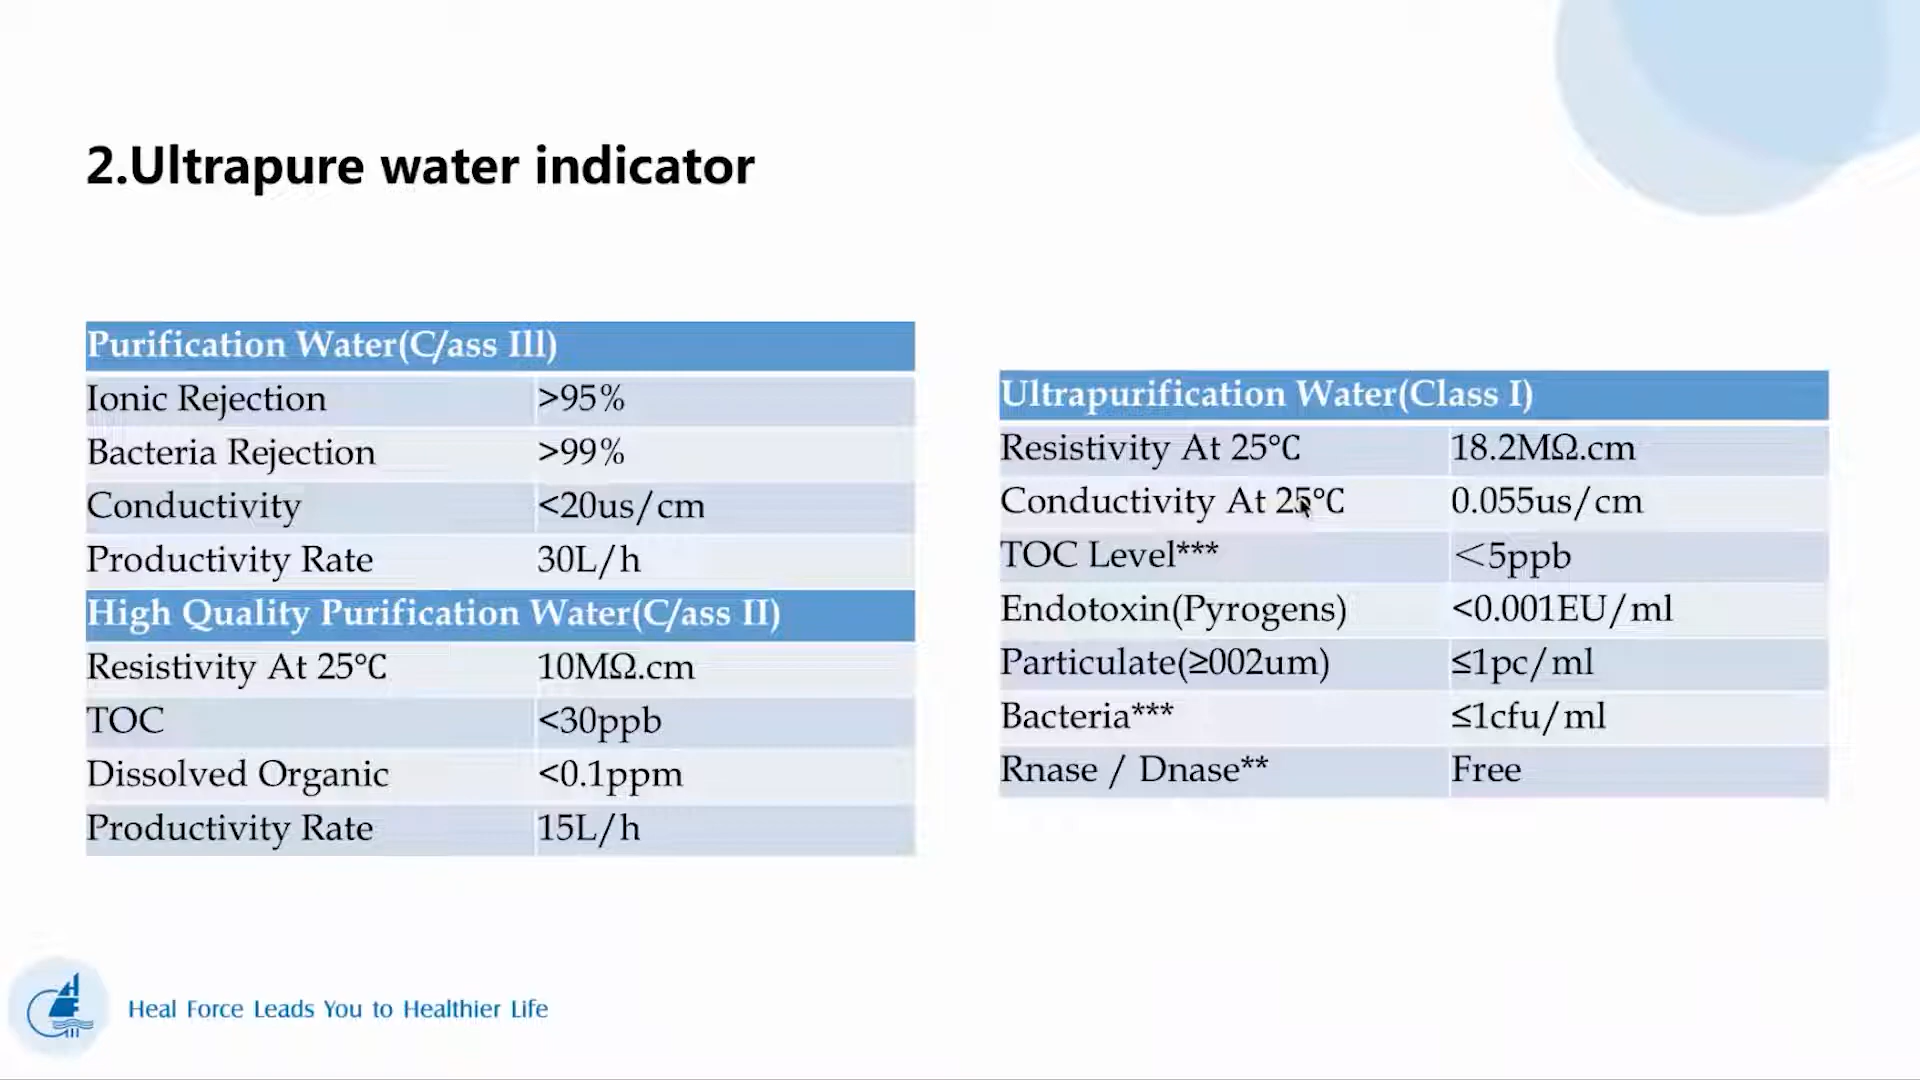 2.Ultrapure water indicator
Purification Water(C/ass Ill)
Ionic Rejection >95%
Bacteria Rejection >99%
Conductivity <20us/cm
Productivity Rate 30L/h
High Quality Purification Water(C/ass II)
Resistivity At 25°C 10MΩ.cm
TOC <30ppb
Dissolved Organic <0.1ppm
Productivity Rate 15L/h
Ultrapurification Water(Class I)
Resistivity At 25°C 18.2MΩ.cm
Conductivity At 25°C 0.055us/cm
TOC Level*** <5ppb
Endotoxin(Pyrogens) <0.001EU/ml
Particulate(≥002um) ≤1pc/ml
Bacteria*** ≤1cfu/ml
Rnase / Dnase** Free
Heal Force Leads You to Healthier Life